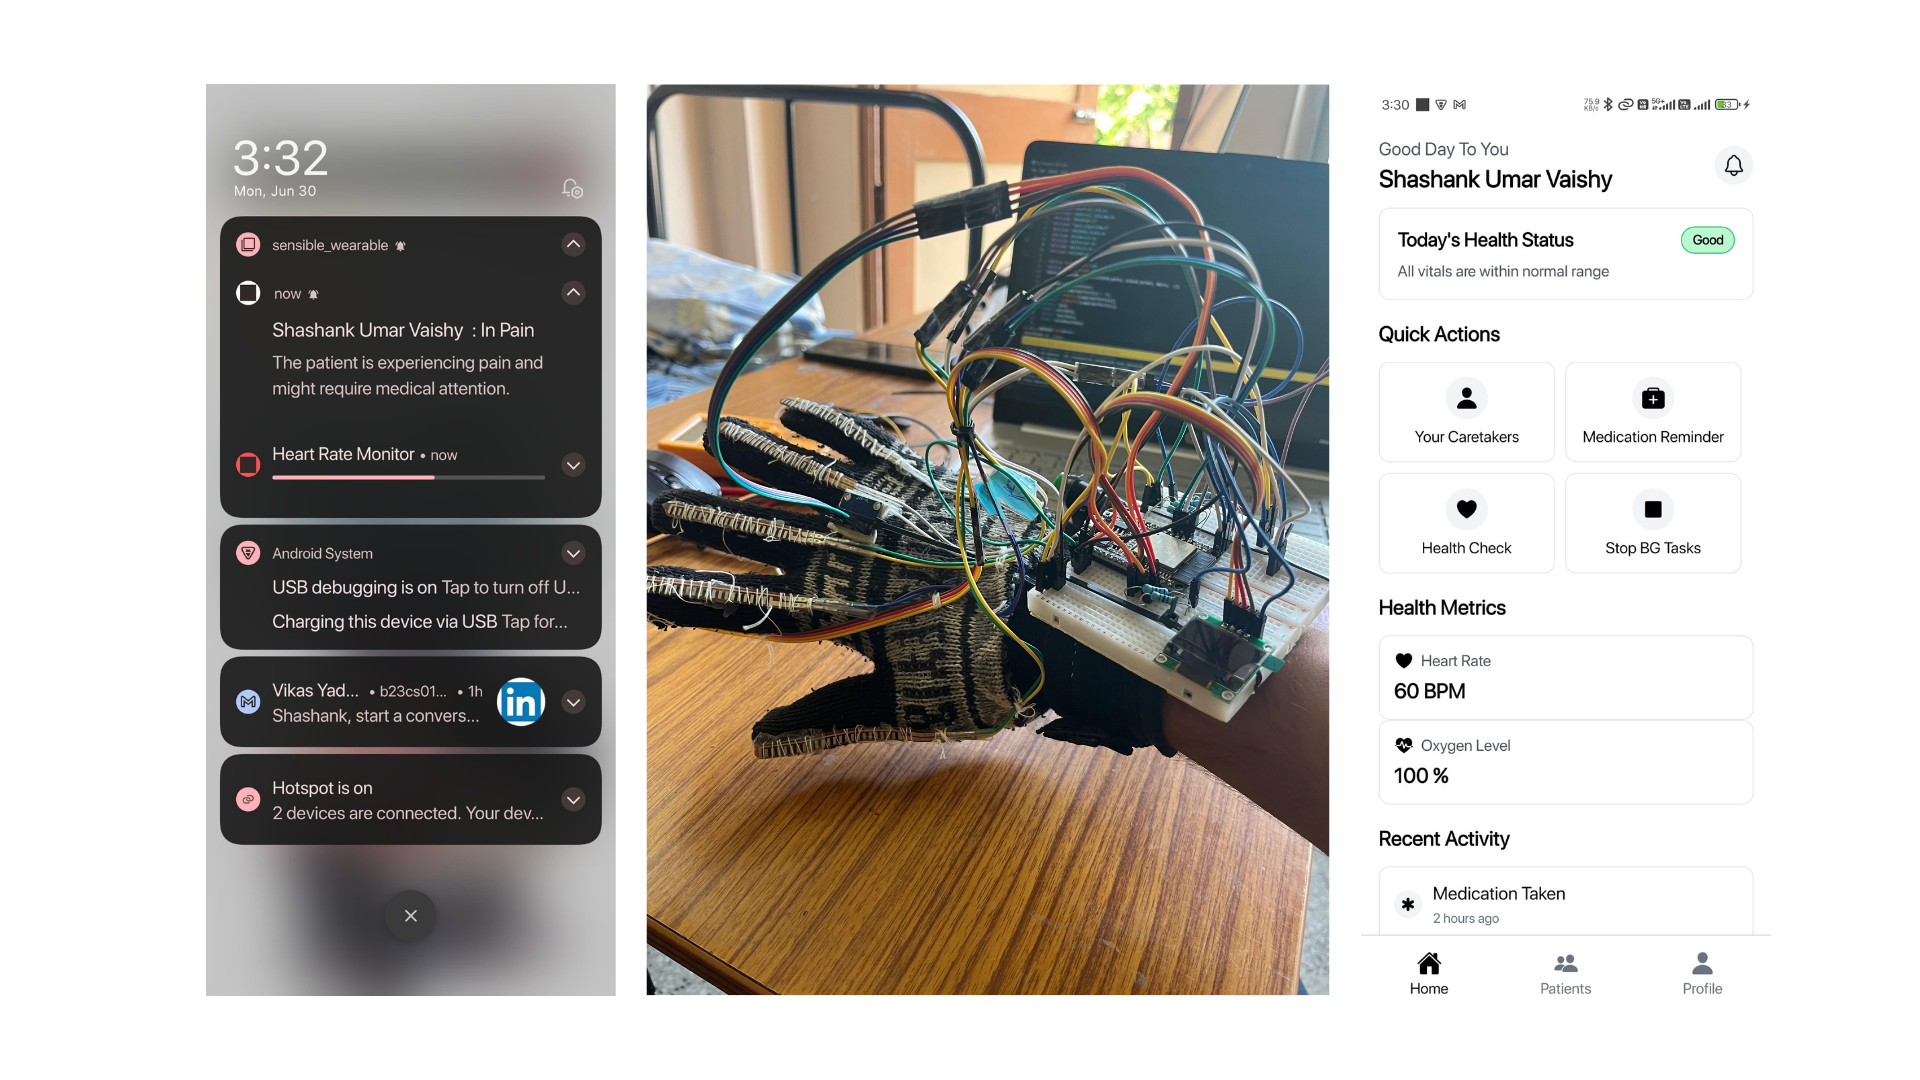 3:32
Mon, Jun 30
sensible_wearable
now
Shashank Umar Vaishy : In Pain
The patient is experiencing pain and
might require medical attention.
Heart Rate Monitor • now
Android System
USB debugging is on Tap to turn off U...
Charging this device via USB Tap for...
Vikas Yad... • b23cs01... • 1h
Shashank, start a convers...
in
Hotspot is on
2 devices are connected. Your dev...
3:30
75.9
KB/s
5G+
33
Good Day To You
Shashank Umar Vaishy
Today's Health Status
Good
All vitals are within normal range
Quick Actions
Your Caretakers
Medication Reminder
Health Check
Stop BG Tasks
Health Metrics
Heart Rate
60 BPM
Oxygen Level
100 %
Recent Activity
Medication Taken
2 hours ago
Home
Patients
Profile